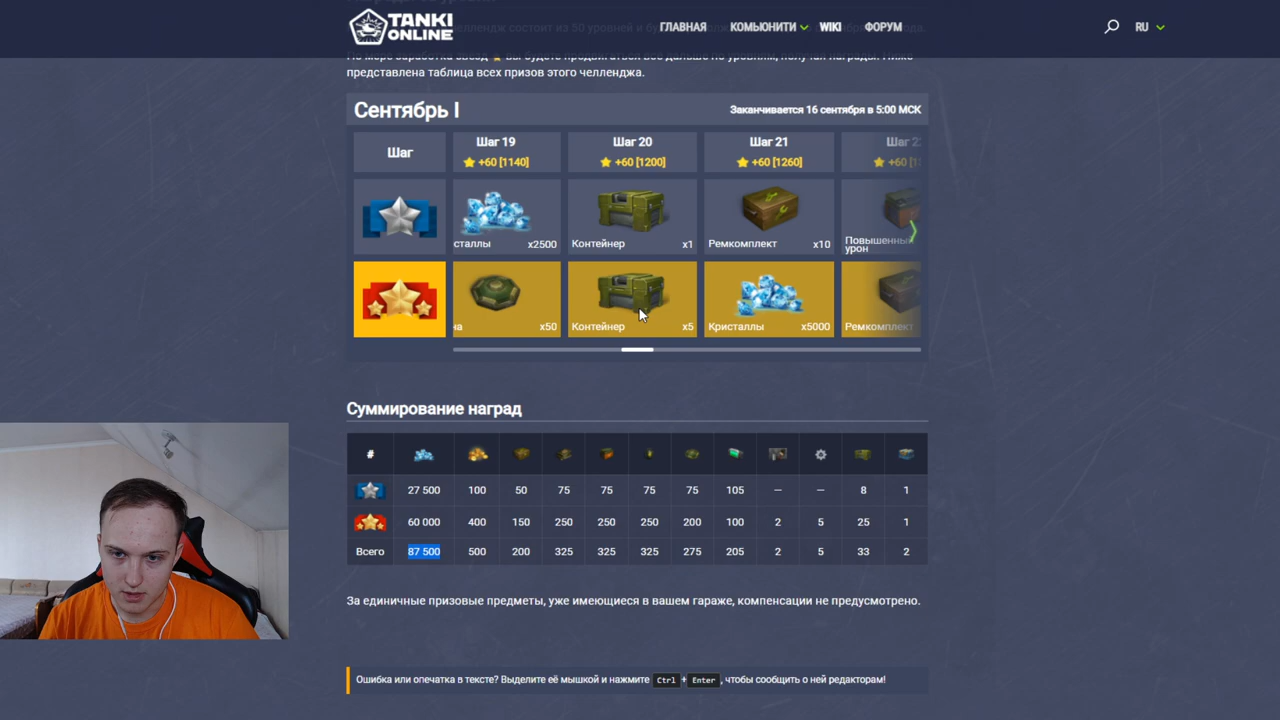 TANKI ONLINE
ГЛАВНАЯ КОМЬЮНИТИ WIKI ФОРУМ RU
представлена таблица всех призов этого челленджа.
Сентябрь I Заканчивается 16 сентября в 5:00 МСК
Шаг Шаг 19 Шаг 20 Шаг 21
+60 [1140] +60 [1200] +60 [1260] +60
сталлы x2500 Контейнер x1 Ремкомплект x10 Повышенный урон
на x50 Контейнер x5 Кристаллы x5000 Ремкомплект
Суммирование наград
#
27 500 100 50 75 75 75 75 105 — — 8 1
60 000 400 150 250 250 250 200 100 2 5 25 1
Всего 87 500 500 200 325 325 325 275 205 2 5 33 2
За единичные призовые предметы, уже имеющиеся в вашем гараже, компенсации не предусмотрено.
Ошибка или опечатка в тексте? Выделите её мышкой и нажмите Ctrl + Enter , чтобы сообщить о ней редакторам!